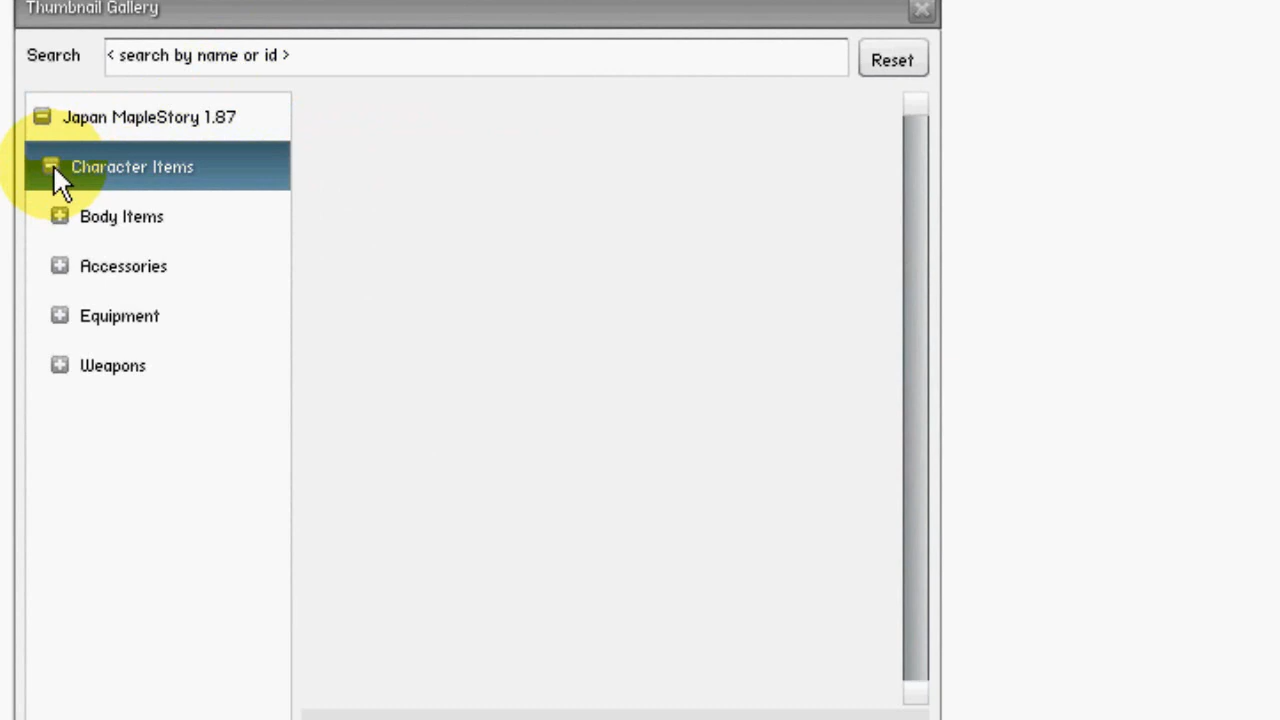 Thumbnail Gallery
Search
< search by name or id >
Reset
Japan MapleStory 1.87
Character Items
Body Items
Accessories
Equipment
Weapons